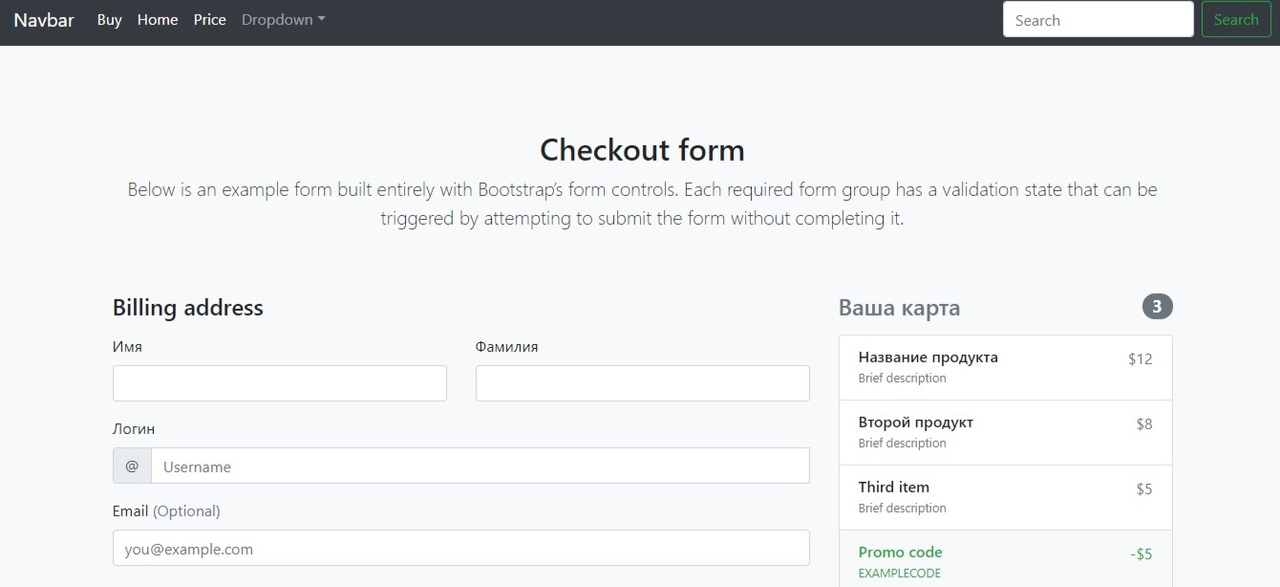 Navbar Buy Home Price Dropdown Search Search
Checkout form
Below is an example form built entirely with Bootstrap’s form controls. Each required form group has a validation state that can be
triggered by attempting to submit the form without completing it.
Billing address
Имя Фамилия
Логин
@ Username
Email (Optional)
you@example.com
Ваша карта 3
Название продукта $12
Brief description
Второй продукт $8
Brief description
Third item $5
Brief description
Promo code -$5
EXAMPLECODE